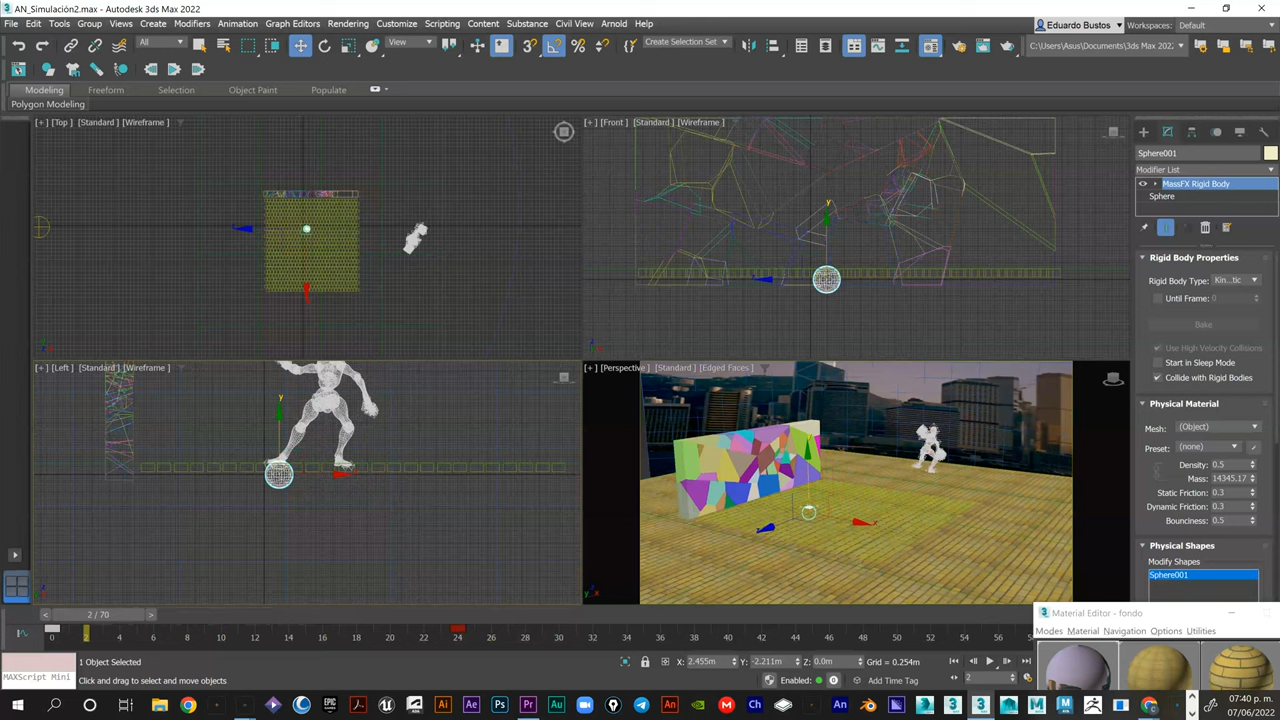 AN_Simulación2.max - Autodesk 3ds Max 2022
File Edit Tools Group Views Create Modifiers Animation Graph Editors Rendering Customize Scripting Content Substance Civil View Arnold Help
Eduardo Bustos Workspaces: Default
All View Create Selection Set C:\Users\Asus\Documents\3ds Max 202
Modeling Freeform Selection Object Paint Populate
Polygon Modeling
[+] [Top] [Standard] [Wireframe]
[+] [Front] [Standard] [Wireframe]
[+] [Left] [Standard] [Wireframe]
[+] [Perspective] [Standard] [Edged Faces]
Sphere001
Modifier List
MassFX Rigid Body
Sphere
Rigid Body Properties
Rigid Body Type: Kin...tic
Until Frame: 0
Bake
Use High Velocity Collisions
Start in Sleep Mode
Collide with Rigid Bodies
Physical Material
Mesh: (Object)
Preset: (none)
Density: 0.5
Mass: 14345.17
Static Friction: 0.3
Dynamic Friction: 0.3
Bounciness: 0.5
Physical Shapes
Modify Shapes
Sphere001
Material Editor - fondo
Modes Material Navigation Options Utilities
< 2 / 70 >
0 2 4 6 8 10 12 14 16 18 20 22 24 26 28 30 32 34 36 38 40 42 44 46 48 50 52 54 56
1 Object Selected
X: 2.455m Y: -2.211m Z: 0.0m Grid = 0.254m
MAXScript Mini
Click and drag to select and move objects
Enabled: 0 Add Time Tag
2
07:40 p. m.
07/06/2022